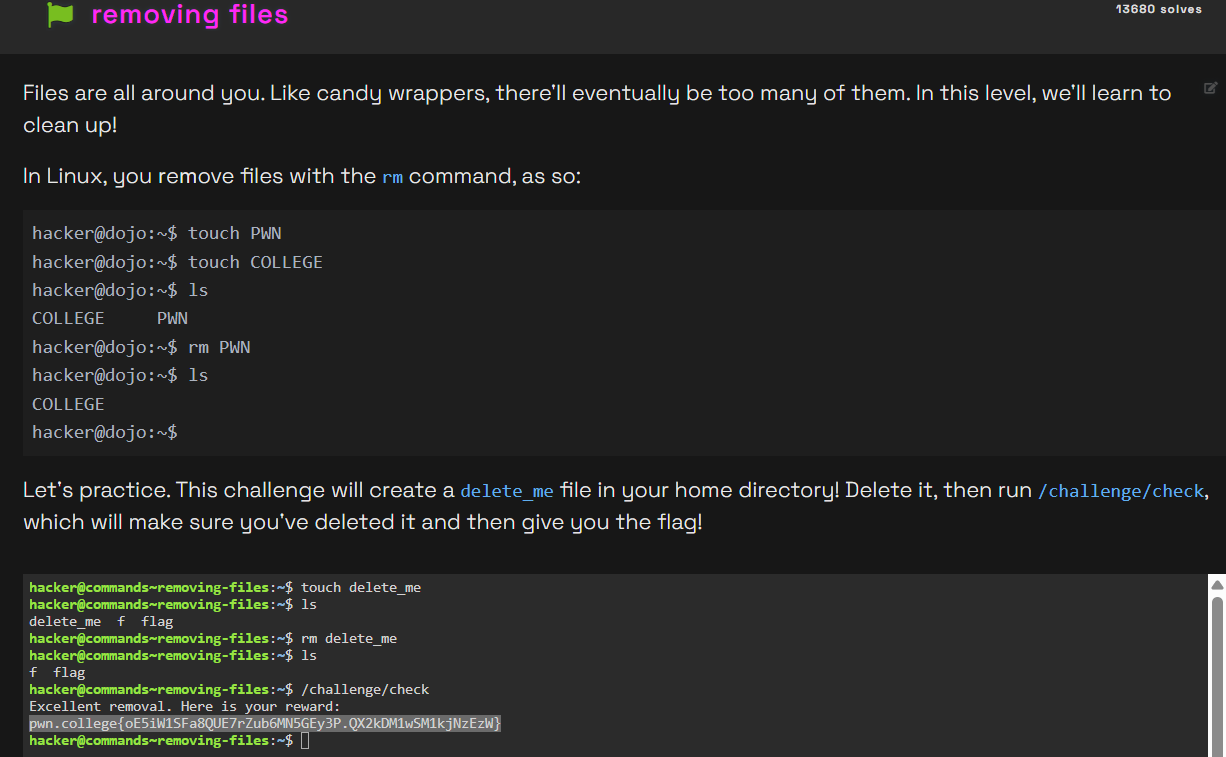 removing files
13680 solves
Files are all around you. Like candy wrappers, there'll eventually be too many of them. In this level, we'll learn to
clean up!
In Linux, you remove files with the rm command, as so:
hacker@dojo:~$ touch PWN
hacker@dojo:~$ touch COLLEGE
hacker@dojo:~$ ls
COLLEGE     PWN
hacker@dojo:~$ rm PWN
hacker@dojo:~$ ls
COLLEGE
hacker@dojo:~$
Let's practice. This challenge will create a delete_me file in your home directory! Delete it, then run /challenge/check,
which will make sure you've deleted it and then give you the flag!
hacker@commands~removing-files:~$ touch delete_me
hacker@commands~removing-files:~$ ls
delete_me  f  flag
hacker@commands~removing-files:~$ rm delete_me
hacker@commands~removing-files:~$ ls
f  flag
hacker@commands~removing-files:~$ /challenge/check
Excellent removal. Here is your reward:
pwn.college{oE5iW1SFa8QUE7rZub6MN5GEy3P.QX2kDM1wSM1kjNzEzW}
hacker@commands~removing-files:~$